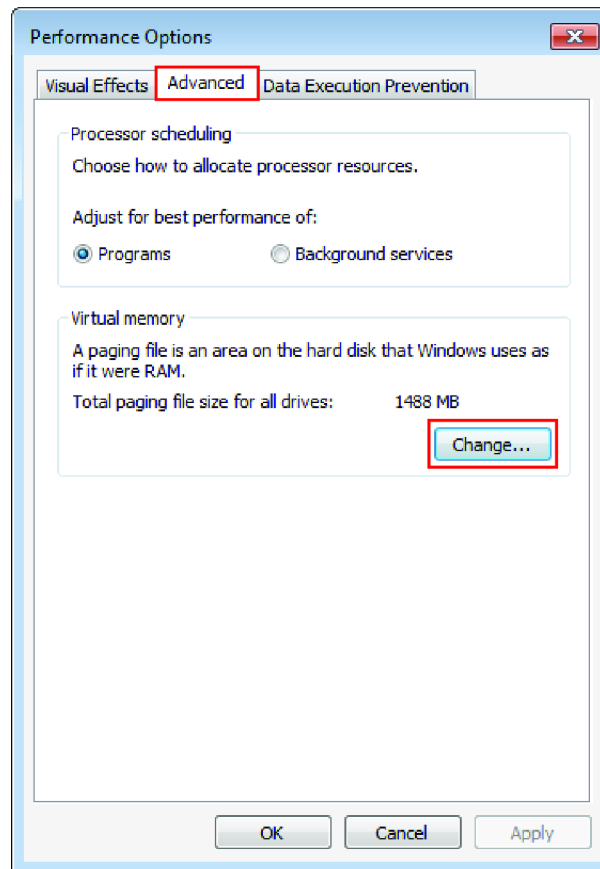 Performance Options
Visual Effects Advanced Data Execution Prevention
Processor scheduling
Choose how to allocate processor resources.
Adjust for best performance of:
Programs Background services
Virtual memory
A paging file is an area on the hard disk that Windows uses as
if it were RAM.
Total paging file size for all drives: 1488 MB
Change...
OK Cancel Apply